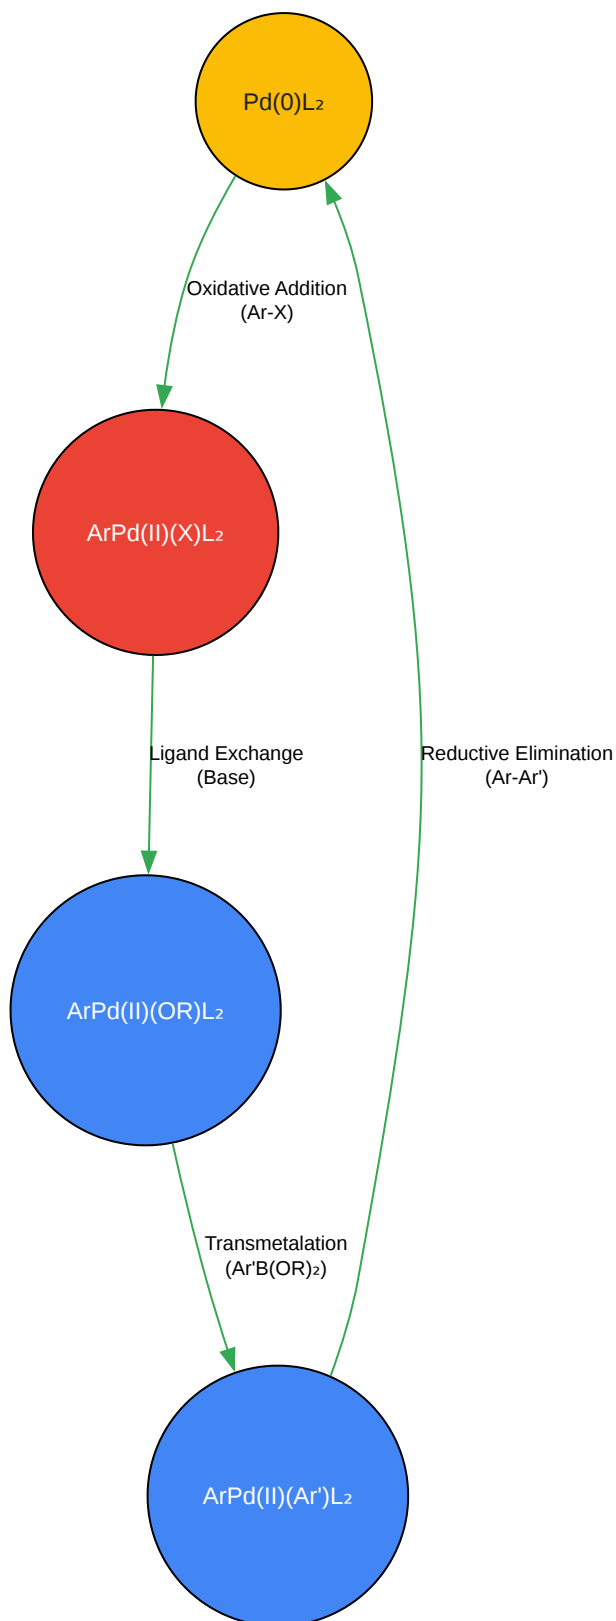 Pd(0)L₂
Oxidative Addition
(Ar-X)
ArPd(II)(X)L₂
Ligand Exchange
(Base)
Reductive Elimination
(Ar-Ar')
ArPd(II)(OR)L₂
Transmetalation
(Ar'B(OR)₂)
ArPd(II)(Ar')L₂